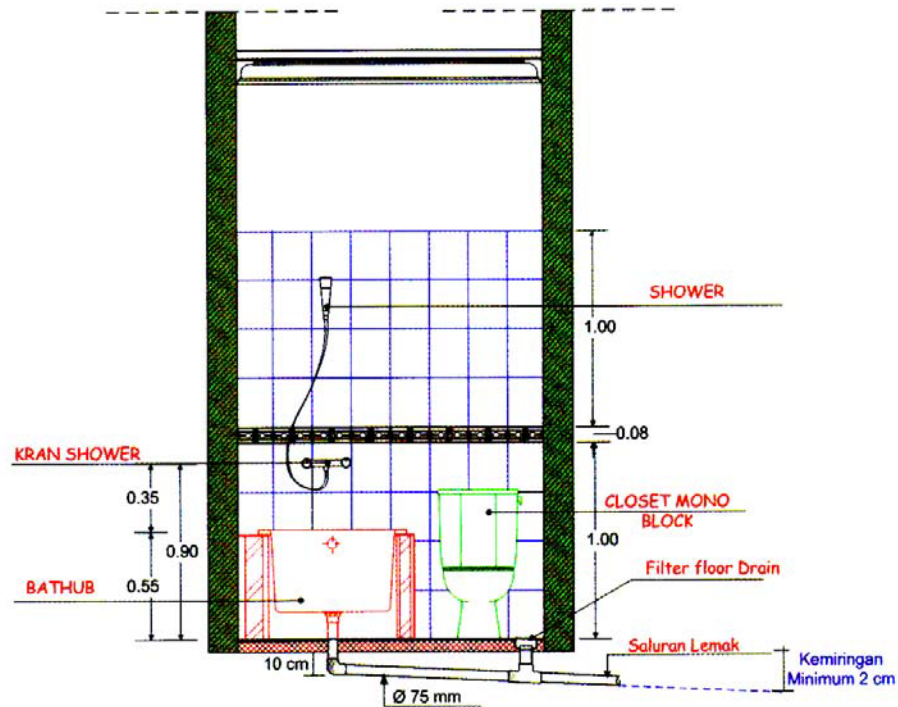 SHOWER
1.00
0.08
KRAN SHOWER
0.35
0.90
CLOSET MONO
BLOCK
1.00
0.55
Filter floor Drain
BATHUB
Saluran Lemak
10 cm
Kemiringan
Minimum 2 cm
Ø 75 mm